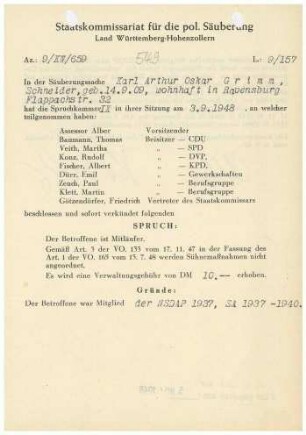 Staatskommissariat für die pol. Säuberung
Land Württemberg-Hohenzollern
Az.: 9/XV/659 549 L: 9/157
In der Säuberungssache Karl Arthur Oskar Grimm,
Schneider, geb. 14.9.09, wohnhaft in Ravensburg
Flappachstr. 32
hat die Spruchkammer IX in ihrer Sitzung am 3.9.1948, an welcher
teilgenommen haben:
Assessor Alber Vorsitzender
Baumann, Thomas Beisitzer — CDU
Veith, Martha „ — SPD
Konz, Rudolf „ — DVP,
Fischer, Albert „ — KPD,
Dürr, Emil „ — Gewerkschaften
Zeuch, Paul „ — Berufsgruppe
Klett, Martin „ — Berufsgruppe
Götzendörfer, Friedrich Vertreter des Staatskommissars
beschlossen und sofort verkündet folgenden
SPRUCH:
Der Betroffene ist Mitläufer.
Gemäß Art. 3 der VO. 133 vom 17. 11. 47 in der Fassung des
Art. 1 der VO. 165 vom 13. 7. 48 werden Sühnemaßnahmen nicht
angeordnet.
Es wird eine Verwaltungsgebühr von DM 10.-- erhoben.
Gründe:
Der Betroffene war Mitglied der NSDAP 1937, SA 1937 -1940.